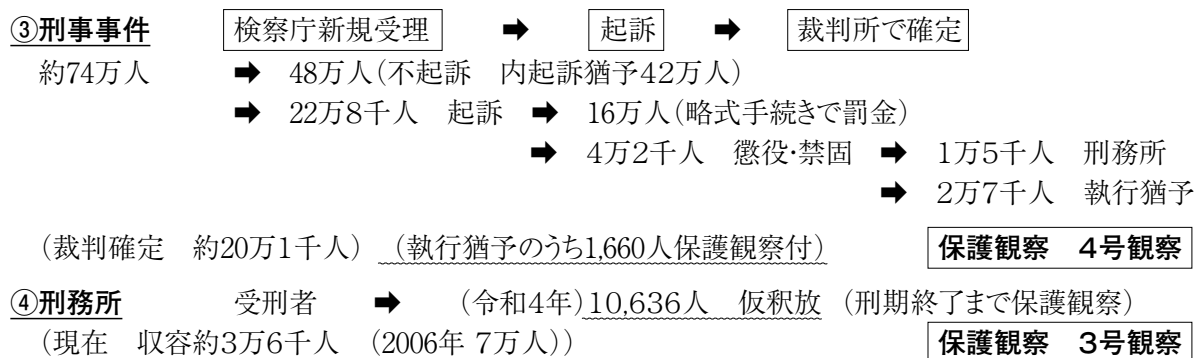 ③刑事事件　検察庁新規受理　➡　起訴　➡　裁判所で確定
約74万人　➡　48万人(不起訴　内起訴猶予42万人)
➡　22万8千人　起訴　➡　16万人(略式手続きで罰金)
➡　4万2千人　懲役・禁固　➡　1万5千人　刑務所
➡　2万7千人　執行猶予
(裁判確定　約20万1千人)　(執行猶予のうち1,660人保護観察付)　保護観察　4号観察
④刑務所　受刑者　➡　(令和4年)10,636人　仮釈放　(刑期終了まで保護観察)
(現在　収容約3万6千人　(2006年 7万人))　保護観察　3号観察